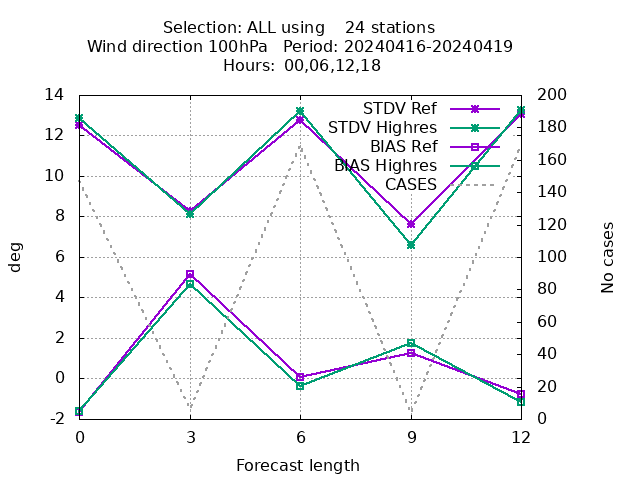 Selection: ALL using    24 stations
Wind direction 100hPa   Period: 20240416-20240419
Hours: 00,06,12,18
14
12
10
8
6
4
2
0
-2
200
180
160
140
120
100
80
60
40
20
0
STDV Ref
STDV Highres
BIAS Ref
BIAS Highres
CASES
deg
No cases
0 3 6 9 12
Forecast length